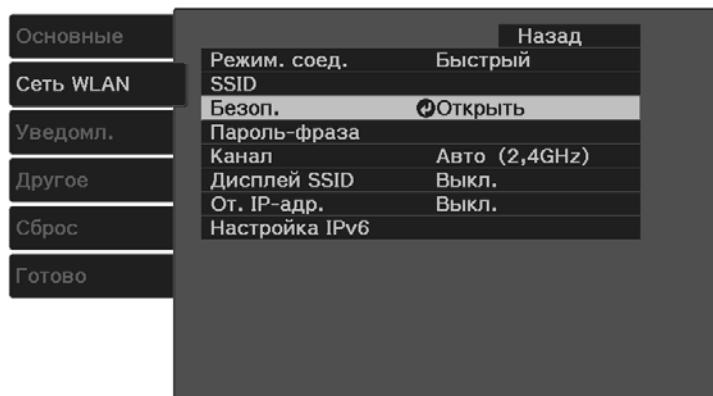 Основные
Сеть WLAN
Уведомл.
Другое
Сброс
Готово
Назад
Режим. соед. Быстрый
SSID
Безоп. Открыть
Пароль-фраза
Канал Авто (2,4GHz)
Дисплей SSID Выкл.
От. IP-адр. Выкл.
Настройка IPv6